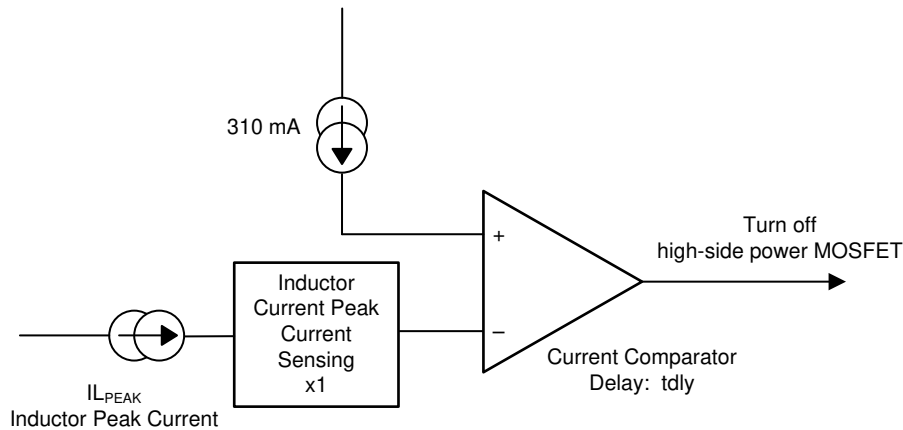 310 mA
+
Turn off
high-side power MOSFET
Inductor
Current Peak
Current
Sensing
x1
−
Current Comparator
Delay: tdly
ILPEAK
Inductor Peak Current